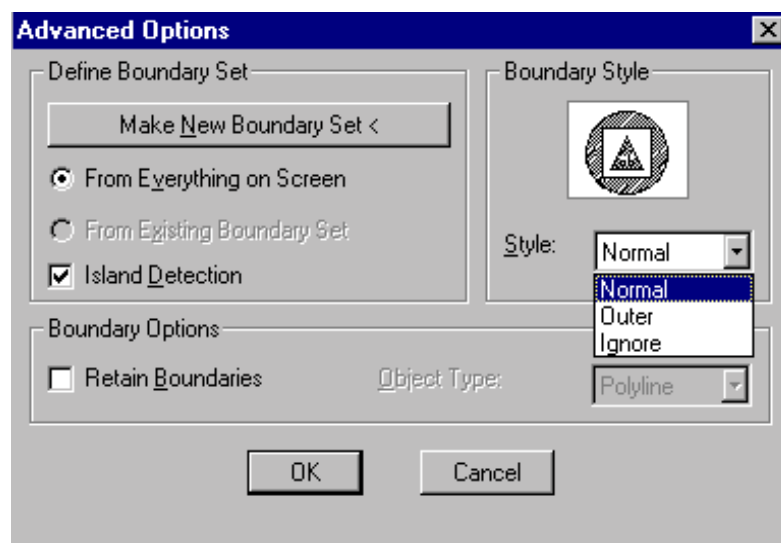 Advanced Options
Define Boundary Set
Make New Boundary Set <
From Everything on Screen
From Existing Boundary Set
Island Detection
Boundary Style
Style:
Normal
Normal
Outer
Ignore
Boundary Options
Retain Boundaries
Object Type:
Polyline
OK
Cancel